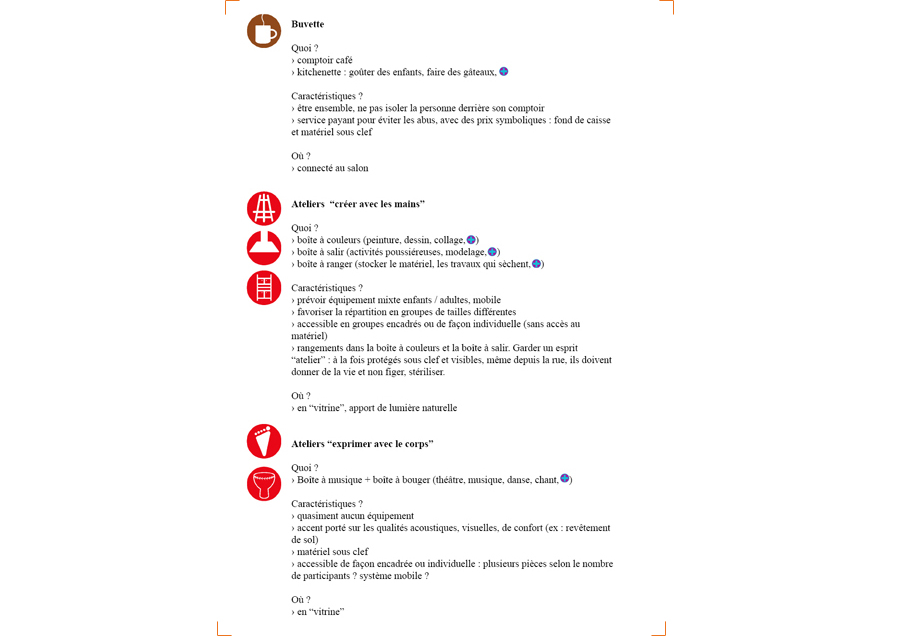 Buvette
Quoi ?
› comptoir café
› kitchenette : goûter des enfants, faire des gâteaux,
Caractéristiques ?
› être ensemble, ne pas isoler la personne derrière son comptoir
› service payant pour éviter les abus, avec des prix symboliques : fond de caisse
et matériel sous clef
Où ?
› connecté au salon
Ateliers “créer avec les mains”
Quoi ?
› boîte à couleurs (peinture, dessin, collage, )
› boîte à salir (activités poussiéreuses, modelage, )
› boîte à ranger (stocker le matériel, les travaux qui sèchent, )
Caractéristiques ?
› prévoir équipement mixte enfants / adultes, mobile
› favoriser la répartition en groupes de tailles différentes
› accessible en groupes encadrés ou de façon individuelle (sans accès au
matériel)
› rangements dans la boîte à couleurs et la boîte à salir. Garder un esprit
“atelier” : à la fois protégés sous clef et visibles, même depuis la rue, ils doivent
donner de la vie et non figer, stériliser.
Où ?
› en “vitrine”, apport de lumière naturelle
Ateliers “exprimer avec le corps”
Quoi ?
› Boîte à musique + boîte à bouger (théâtre, musique, danse, chant, )
Caractéristiques ?
› quasiment aucun équipement
› accent porté sur les qualités acoustiques, visuelles, de confort (ex : revêtement
de sol)
› matériel sous clef
› accessible de façon encadrée ou individuelle : plusieurs pièces selon le nombre
de participants ? système mobile ?
Où ?
› en “vitrine”